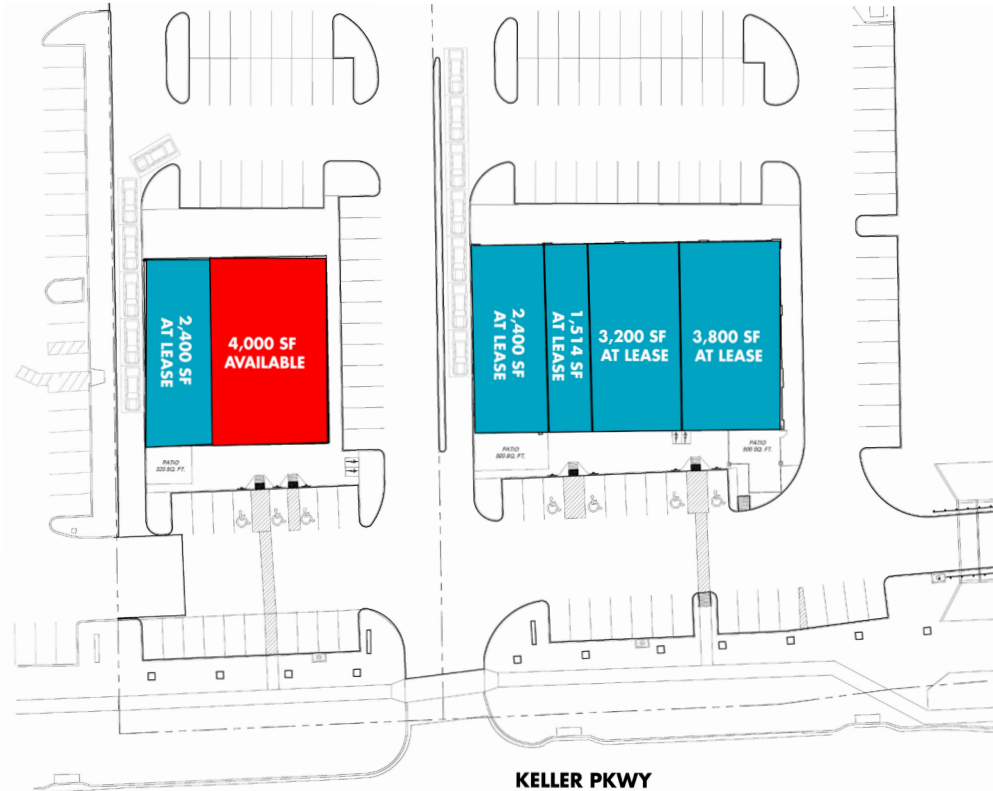 2,400 SF
AT LEASE
4,000 SF
AVAILABLE
2,400 SF
AT LEASE
1,514 SF
AT LEASE
3,200 SF
AT LEASE
3,800 SF
AT LEASE
PATIO
320 SQ. FT.
PATIO
500 SQ. FT.
PATIO
600 SQ. FT.
KELLER PKWY